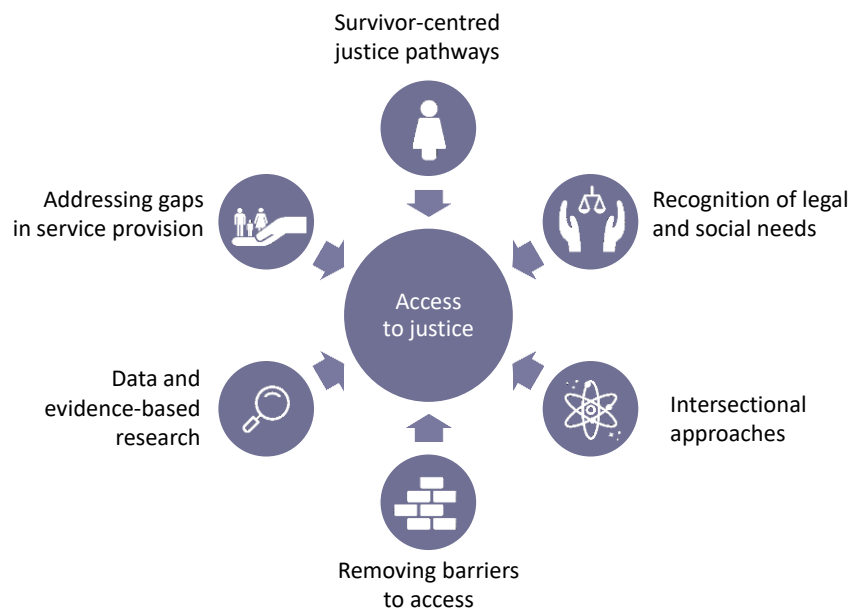 Survivor-centred
justice pathways
Addressing gaps
in service provision
Recognition of legal
and social needs
Access
to justice
Data and
evidence-based
research
Intersectional
approaches
Removing barriers
to access